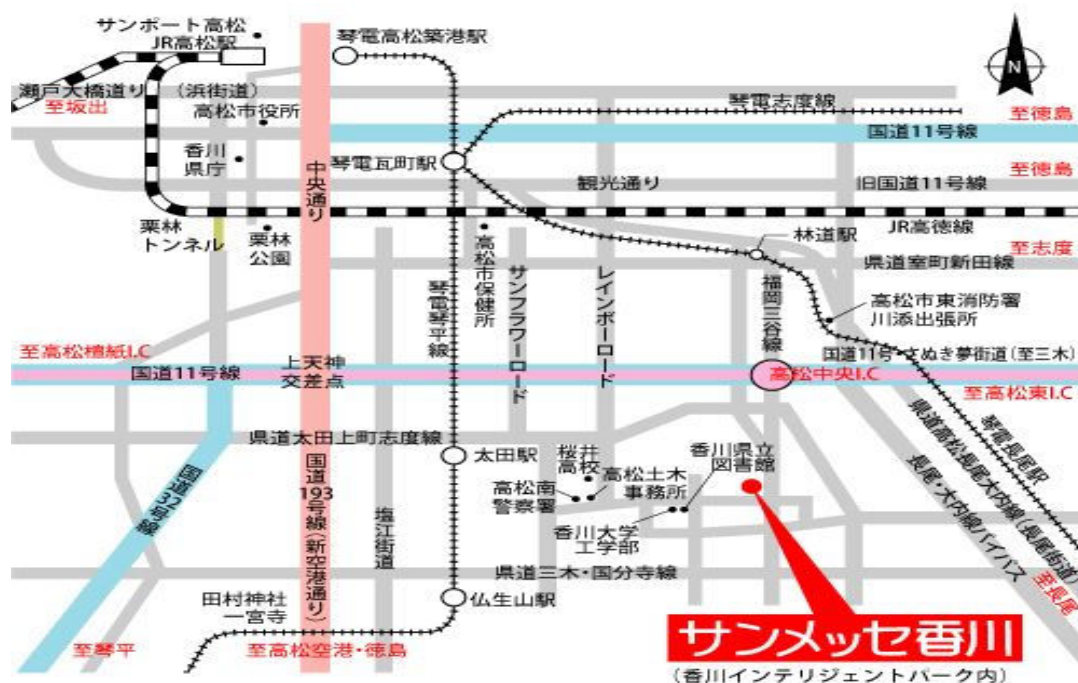 サンポート高松
JR高松駅
琴電高松築港駅
N
瀬戸大橋通り
(浜街道)
至坂出
高松市役所
琴電志度線
至徳島
国道11号線
香川
県庁
中央通り
琴電瓦町駅
観光通り
至徳島
旧国道11号線
栗林
トンネル
栗林
公園
JR高徳線
高松市保健所
林道駅
至志度
県道室町新田線
琴電琴平線
サンフラワーロード
レインボーロード
福岡三谷線
高松市東消防署
川添出張所
至高松檀紙I.C
国道11号線
上天神
交差点
国道11号・さぬき夢街道(至三木)
高松中央I.C
至高松東I.C
県道太田上町志度線
太田駅
桜井
高校
香川県立
図書館
高松土木
事務所
高松南
警察署
香川大学
工学部
琴電長尾駅
県道高松長尾大内線(長尾街道)
長尾・大内線バイパス
至長尾
国道32号線
国道193号線(新空港通り)
塩江街道
県道三木・国分寺線
田村神社
一宮寺
仏生山駅
至琴平
至高松空港・徳島
サンメッセ香川
(香川インテリジェントパーク内)